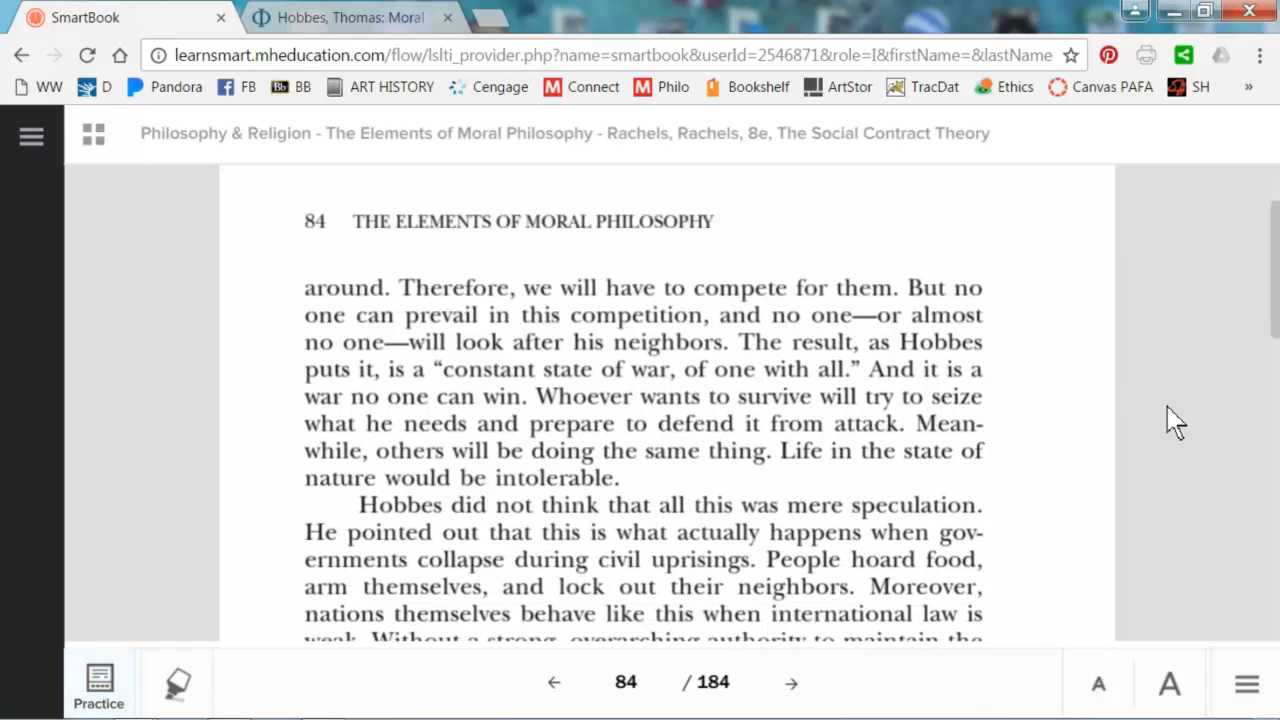 SmartBook
Hobbes, Thomas: Moral
learnsmart.mheducation.com/flow/lslti_provider.php?name=smartbook&userId=2546871&role=I&firstName=&lastName
WW D Pandora FB BB ART HISTORY Cengage Connect Philo Bookshelf ArtStor TracDat Ethics Canvas PAFA SH »
Philosophy & Religion - The Elements of Moral Philosophy - Rachels, Rachels, 8e, The Social Contract Theory
84 THE ELEMENTS OF MORAL PHILOSOPHY
around. Therefore, we will have to compete for them. But no
one can prevail in this competition, and no one—or almost
no one—will look after his neighbors. The result, as Hobbes
puts it, is a “constant state of war, of one with all.” And it is a
war no one can win. Whoever wants to survive will try to seize
what he needs and prepare to defend it from attack. Mean-
while, others will be doing the same thing. Life in the state of
nature would be intolerable.
Hobbes did not think that all this was mere speculation.
He pointed out that this is what actually happens when gov-
ernments collapse during civil uprisings. People hoard food,
arm themselves, and lock out their neighbors. Moreover,
nations themselves behave like this when international law is
weak. Without a strong, overarching authority to maintain the
Practice
84 / 184
A A